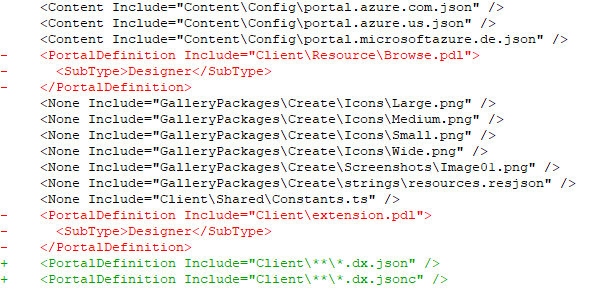 <Content Include="Content\Config\portal.azure.com.json" />
<Content Include="Content\Config\portal.azure.us.json" />
<Content Include="Content\Config\portal.microsoftazure.de.json" />
- <PortalDefinition Include="Client\Resource\Browse.pdl">
- <SubType>Designer</SubType>
- </PortalDefinition>
<None Include="GalleryPackages\Create\Icons\Large.png" />
<None Include="GalleryPackages\Create\Icons\Medium.png" />
<None Include="GalleryPackages\Create\Icons\Small.png" />
<None Include="GalleryPackages\Create\Icons\Wide.png" />
<None Include="GalleryPackages\Create\Screenshots\Image01.png" />
<None Include="GalleryPackages\Create\strings\resources.resjson" />
<None Include="Client\Shared\Constants.ts" />
- <PortalDefinition Include="Client\extension.pdl">
- <SubType>Designer</SubType>
- </PortalDefinition>
+ <PortalDefinition Include="Client\**\*.dx.json" />
+ <PortalDefinition Include="Client\**\*.dx.jsonc" />